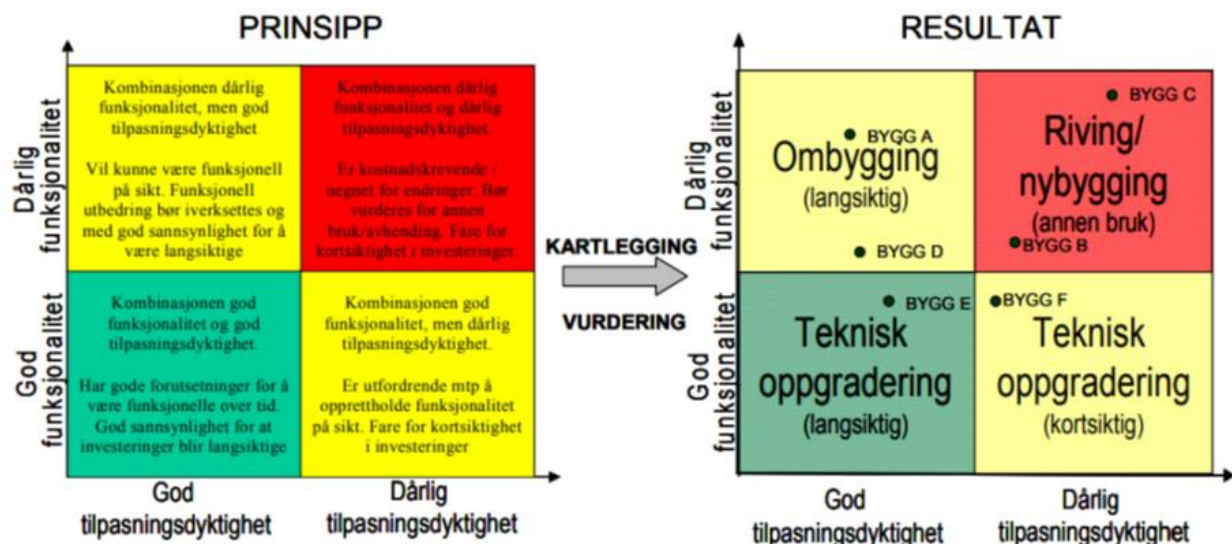 PRINSIPP
Dårlig
funksjonalitet
God
funksjonalitet
Kombinasjonen dårlig
funksjonalitet, men god
tilpasningsdyktighet
Vil kunne være funksjonell
på sikt. Funksjonell
utbedring bør iverksettes og
med god sannsynlighet for å
være langsiktige
Kombinasjonen dårlig
funksjonalitet og dårlig
tilpasningsdyktighet.
Er kostnadskrevende /
uegnet for endringer. Bør
vurderes for annen
bruk/avhending. Fare for
kortsiktighet i investeringer.
Kombinasjonen god
funksjonalitet og god
tilpasningsdyktighet.
Har gode forutsetninger for å
være funksjonelle over tid.
God sannsynlighet for at
investeringer blir langsiktige
Kombinasjonen god
funksjonalitet, men dårlig
tilpasningsdyktighet.
Er utfordrende mtp å
opprettholde funksjonalitet
på sikt. Fare for kortsiktighet
i investeringer
God
tilpasningsdyktighet
Dårlig
tilpasningsdyktighet
KARTLEGGING
VURDERING
RESULTAT
Dårlig
funksjonalitet
God
funksjonalitet
BYGG A
Ombygging
(langsiktig)
BYGG D
BYGG C
Riving/
nybygging
(annen bruk)
BYGG B
BYGG E
Teknisk
oppgradering
(langsiktig)
BYGG F
Teknisk
oppgradering
(kortsiktig)
God
tilpasningsdyktighet
Dårlig
tilpasningsdyktighet